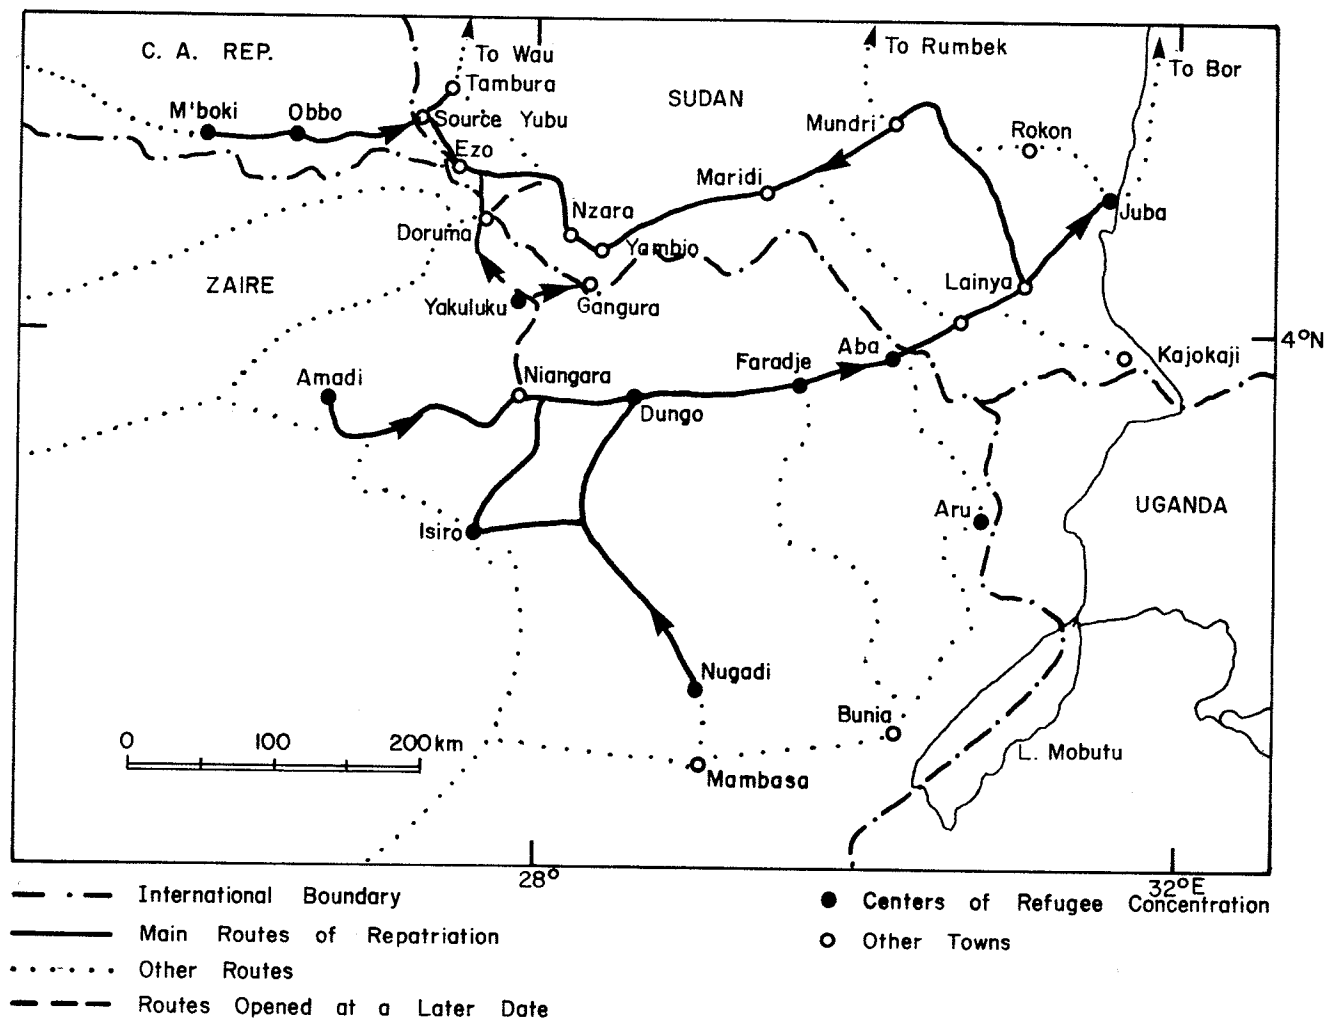 C. A. REP.
To Wau
To Rumbek
To Bor
Tambura
SUDAN
M'boki
Obbo
Source Yubu
Mundri
Rokon
Ezo
Maridi
Nzara
Juba
Doruma
Yambio
ZAIRE
Lainya
Yakuluku
Gangura
4°N
Aba
Kajokaji
Faradje
Amadi
Niangara
Dungo
UGANDA
Aru
Isiro
Nugadi
Bunia
0 100 200 km
L. Mobutu
Mambasa
28°
32°E
International Boundary
Centers of Refugee Concentration
Main Routes of Repatriation
Other Towns
Other Routes
Routes Opened at a Later Date